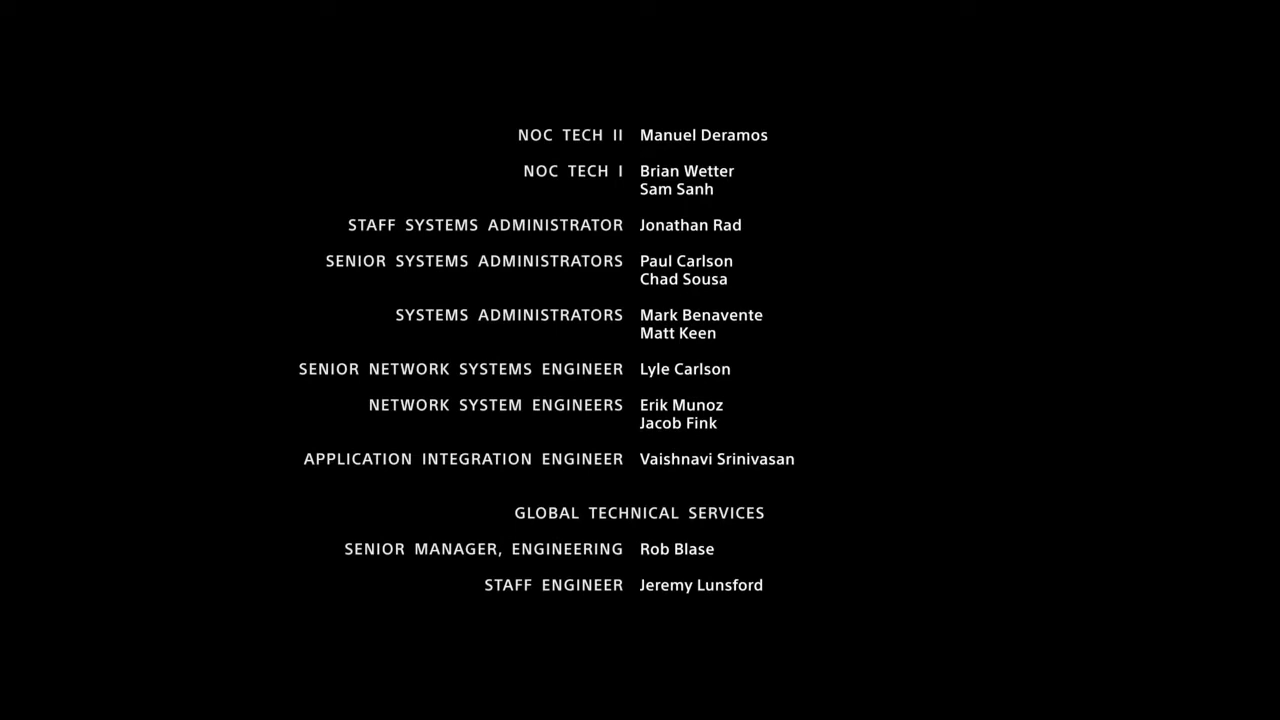 NOC TECH II Manuel Deramos
NOC TECH I Brian Wetter
Sam Sanh
STAFF SYSTEMS ADMINISTRATOR Jonathan Rad
SENIOR SYSTEMS ADMINISTRATORS Paul Carlson
Chad Sousa
SYSTEMS ADMINISTRATORS Mark Benavente
Matt Keen
SENIOR NETWORK SYSTEMS ENGINEER Lyle Carlson
NETWORK SYSTEM ENGINEERS Erik Munoz
Jacob Fink
APPLICATION INTEGRATION ENGINEER Vaishnavi Srinivasan
GLOBAL TECHNICAL SERVICES
SENIOR MANAGER, ENGINEERING Rob Blase
STAFF ENGINEER Jeremy Lunsford